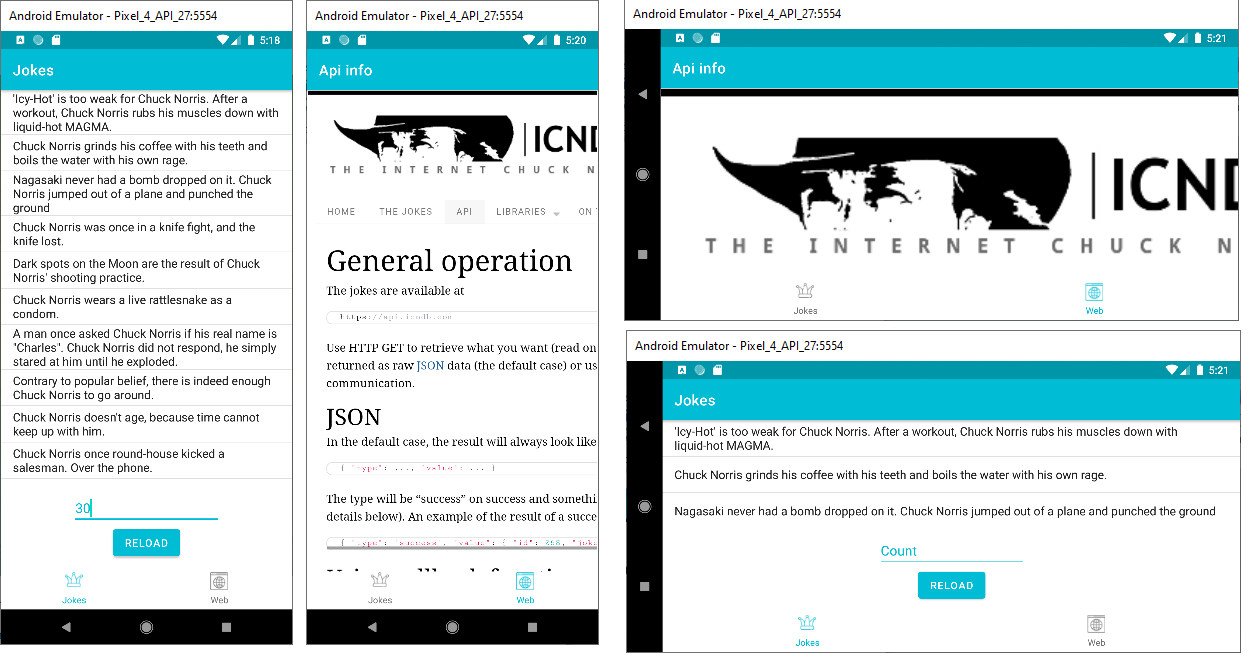 Android Emulator - Pixel_4_API_27:5554
5:18
Jokes
'Icy-Hot' is too weak for Chuck Norris. After a
workout, Chuck Norris rubs his muscles down with
liquid-hot MAGMA.
Chuck Norris grinds his coffee with his teeth and
boils the water with his own rage.
Nagasaki never had a bomb dropped on it. Chuck
Norris jumped out of a plane and punched the
ground
Chuck Norris was once in a knife fight, and the
knife lost.
Dark spots on the Moon are the result of Chuck
Norris' shooting practice.
Chuck Norris wears a live rattlesnake as a
condom.
A man once asked Chuck Norris if his real name is
"Charles". Chuck Norris did not respond, he simply
stared at him until he exploded.
Contrary to popular belief, there is indeed enough
Chuck Norris to go around.
Chuck Norris doesn't age, because time cannot
keep up with him.
Chuck Norris once round-house kicked a
salesman. Over the phone.
30
RELOAD
Jokes
Web
Android Emulator - Pixel_4_API_27:5554
5:20
Api info
ICND
THE INTERNET CHUCK N
HOME THE JOKES API LIBRARIES ON
General operation
The jokes are available at
https://api.icndb.com
Use HTTP GET to retrieve what you want (read on
returned as raw JSON data (the default case) or us
communication.
JSON
In the default case, the result will always look like
{ "type": ..., "value": ... }
The type will be “success” on success and somethi
details below). An example of the result of a succe
{ "type": "success", "value": { "id": 268, "joke
Jokes
Web
Android Emulator - Pixel_4_API_27:5554
5:21
Api info
ICND
THE INTERNET CHUCK N
Jokes
Web
Android Emulator - Pixel_4_API_27:5554
5:21
Jokes
'Icy-Hot' is too weak for Chuck Norris. After a workout, Chuck Norris rubs his muscles down with
liquid-hot MAGMA.
Chuck Norris grinds his coffee with his teeth and boils the water with his own rage.
Nagasaki never had a bomb dropped on it. Chuck Norris jumped out of a plane and punched the ground
Count
RELOAD
Jokes
Web